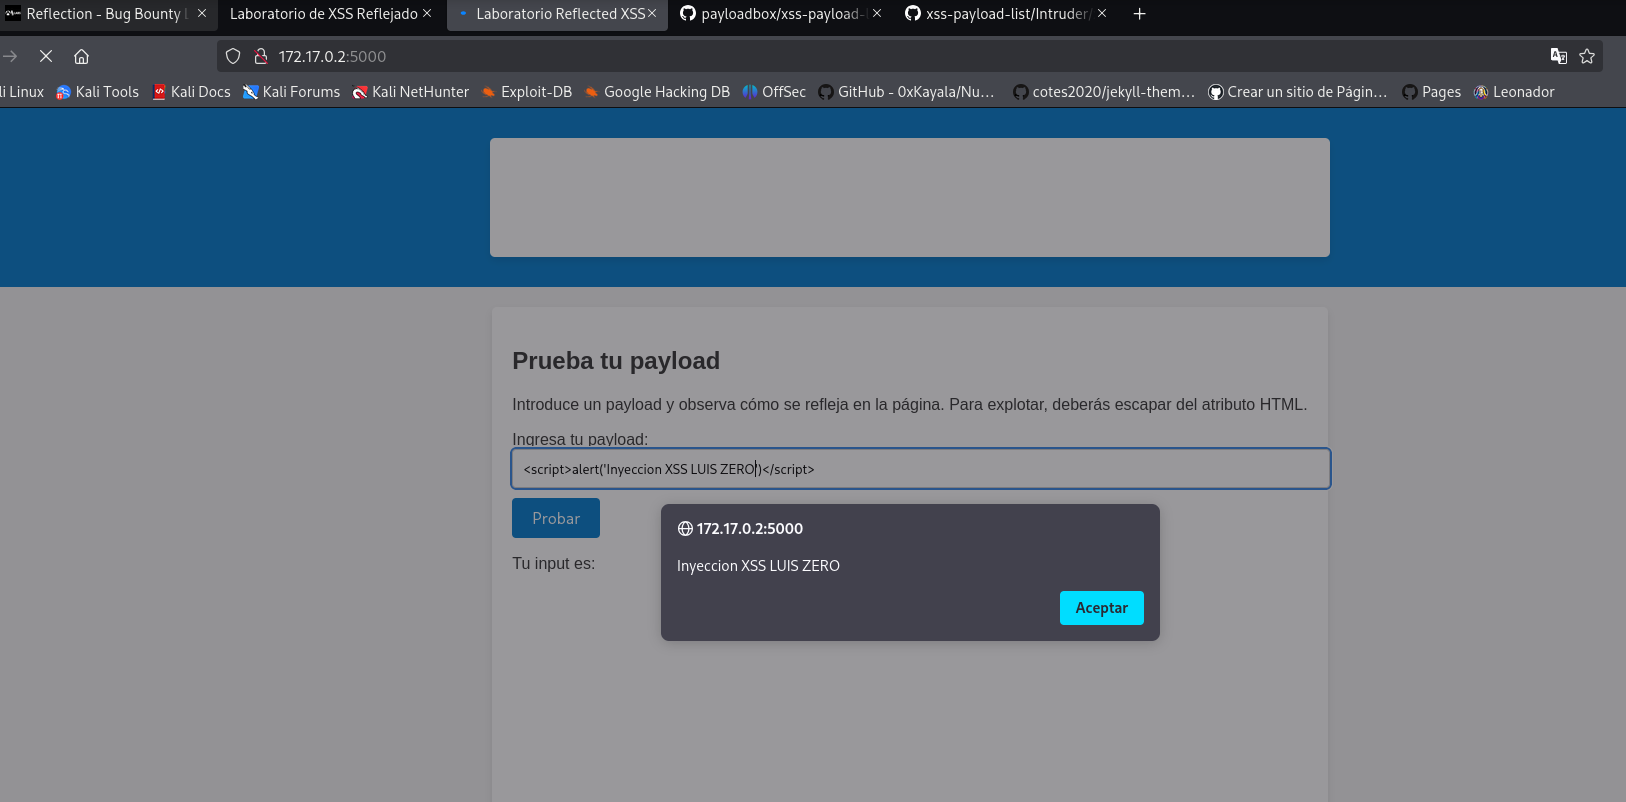 Reflection - Bug Bounty Laboratorio de XSS Reflejado Laboratorio Reflected XSS payloadbox/xss-payload-l xss-payload-list/Intruder/
172.17.0.2:5000
li Linux Kali Tools Kali Docs Kali Forums Kali NetHunter Exploit-DB Google Hacking DB OffSec GitHub - 0xKayala/Nu... cotes2020/jekyll-them... Crear un sitio de Págin... Pages Leonador
Prueba tu payload
Introduce un payload y observa cómo se refleja en la página. Para explotar, deberás escapar del atributo HTML.
Ingresa tu payload:
<script>alert('Inyeccion XSS LUIS ZERO')</script>
Probar
172.17.0.2:5000
Tu input es:
Inyeccion XSS LUIS ZERO
Aceptar